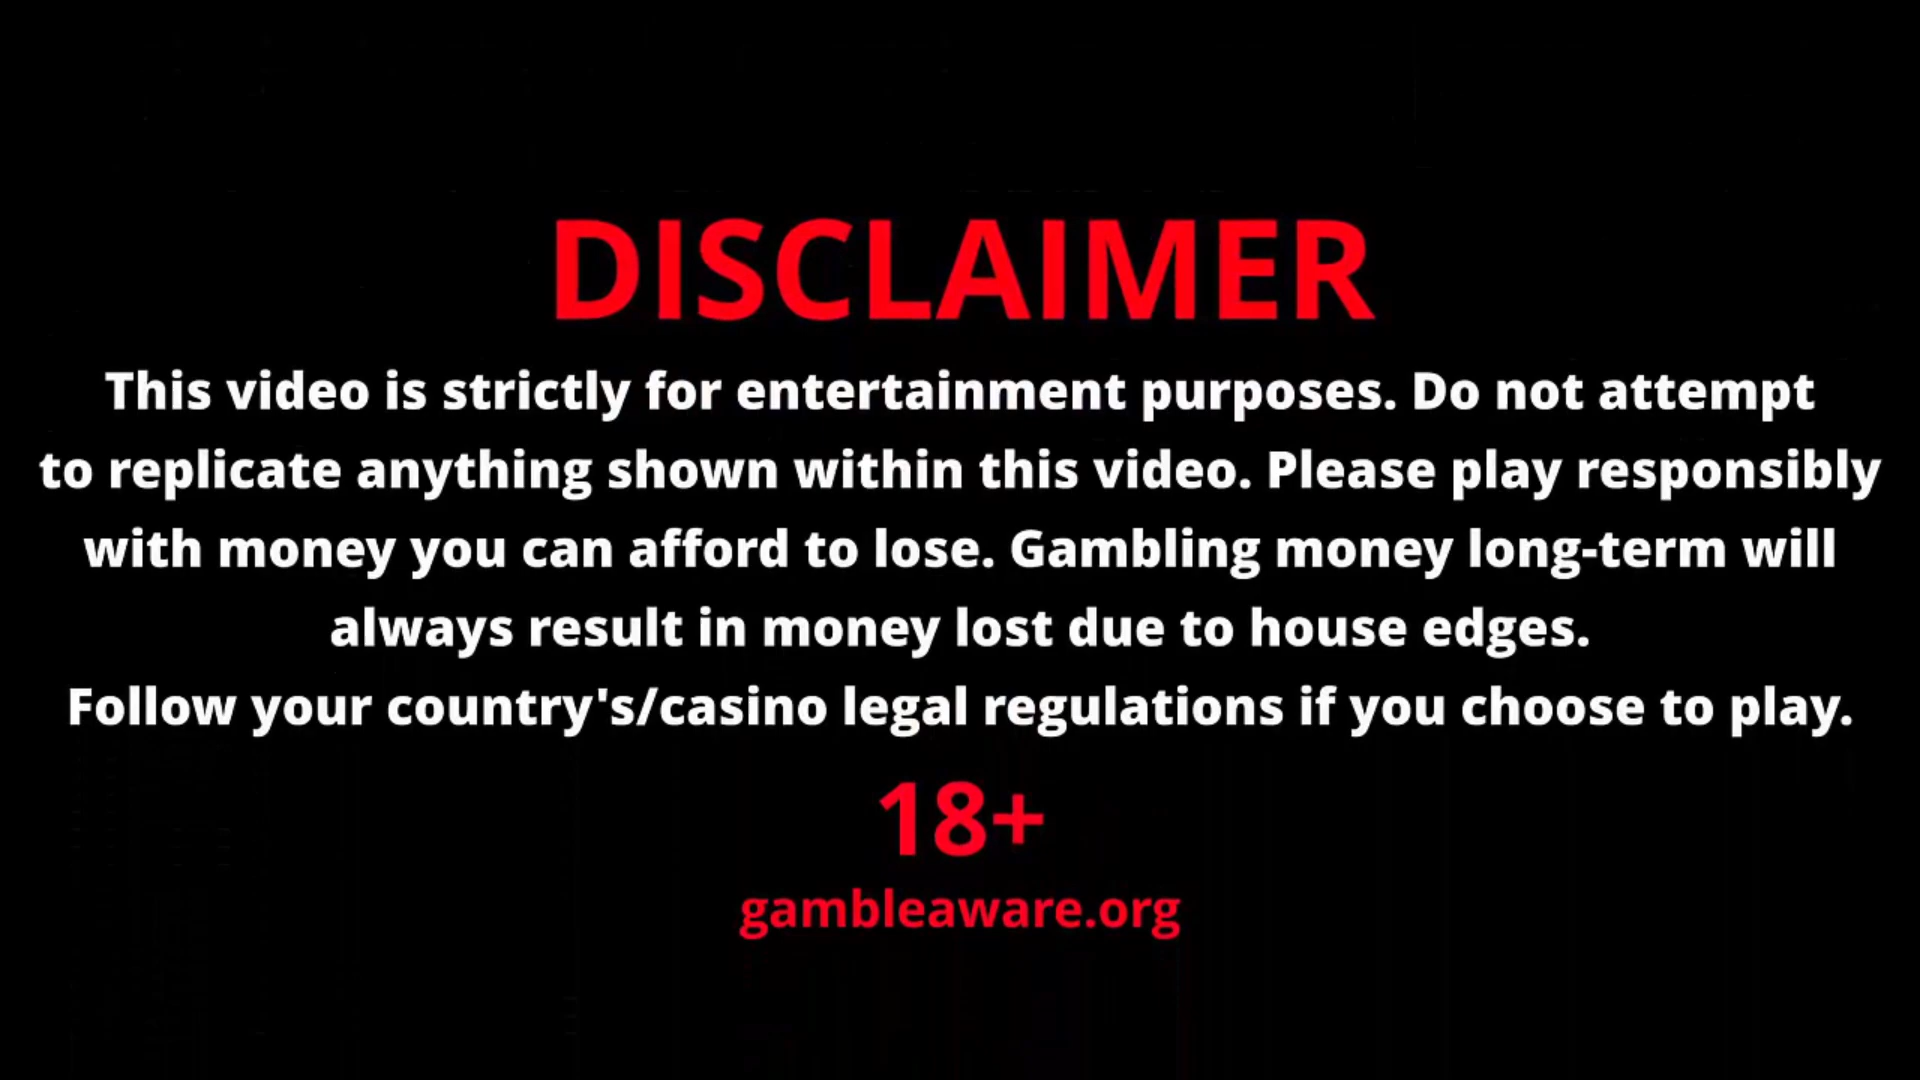 DISCLAIMER
This video is strictly for entertainment purposes. Do not attempt
to replicate anything shown within this video. Please play responsibly
with money you can afford to lose. Gambling money long-term will
always result in money lost due to house edges.
Follow your country's/casino legal regulations if you choose to play.
18+
gambleaware.org